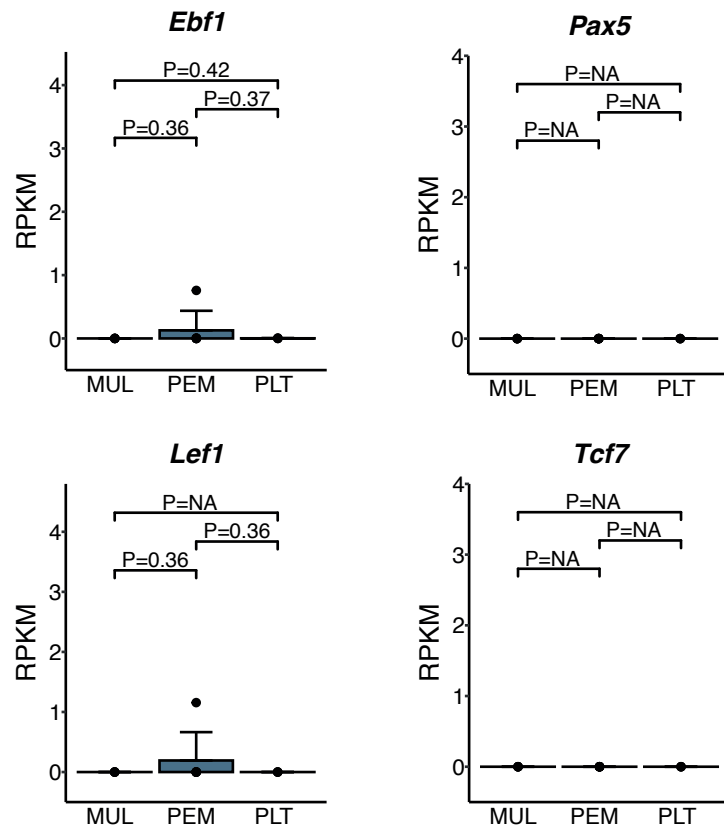 Ebf1
4
3
2
1
0
RPKM
P=0.42
P=0.37
P=0.36
MUL PEM PLT
Pax5
4
3
2
1
0
RPKM
P=NA
P=NA
P=NA
MUL PEM PLT
Lef1
4
3
2
1
0
RPKM
P=NA
P=0.36
P=0.36
MUL PEM PLT
Tcf7
4
3
2
1
0
RPKM
P=NA
P=NA
P=NA
MUL PEM PLT